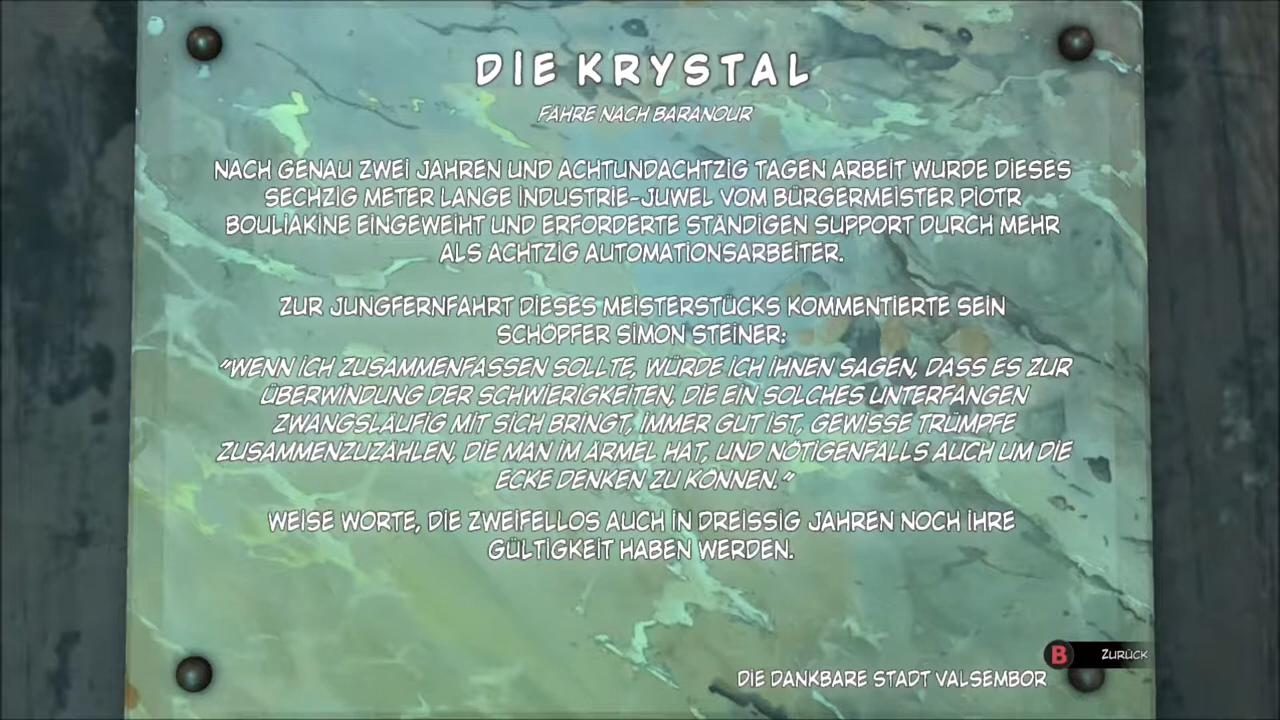 DIE KRYSTAL
FÄHRE NACH BARANOUR
NACH GENAU ZWEI JAHREN UND ACHTUNDACHTZIG TAGEN ARBEIT WURDE DIESES
SECHZIG METER LANGE INDUSTRIE-JUWEL VOM BÜRGERMEISTER PIOTR
BOULIAKINE EINGEWEIHT UND ERFORDERTE STÄNDIGEN SUPPORT DURCH MEHR
ALS ACHTZIG AUTOMATIONSARBEITER.
ZUR JUNGFERNFAHRT DIESES MEISTERSTÜCKS KOMMENTIERTE SEIN
SCHÖPFER SIMON STEINER:
"WENN ICH ZUSAMMENFASSEN SOLLTE, WÜRDE ICH IHNEN SAGEN, DASS ES ZUR
ÜBERWINDUNG DER SCHWIERIGKEITEN, DIE EIN SOLCHES UNTERFANGEN
ZWANGSLÄUFIG MIT SICH BRINGT, IMMER GUT IST, GEWISSE TRÜMPFE
ZUSAMMENZUZÄHLEN, DIE MAN IM ÄRMEL HAT, UND NÖTIGENFALLS AUCH UM DIE
ECKE DENKEN ZU KÖNNEN."
WEISE WORTE, DIE ZWEIFELLOS AUCH IN DREISSIG JAHREN NOCH IHRE
GÜLTIGKEIT HABEN WERDEN.
B ZURÜCK
DIE DANKBARE STADT VALSEMBOR